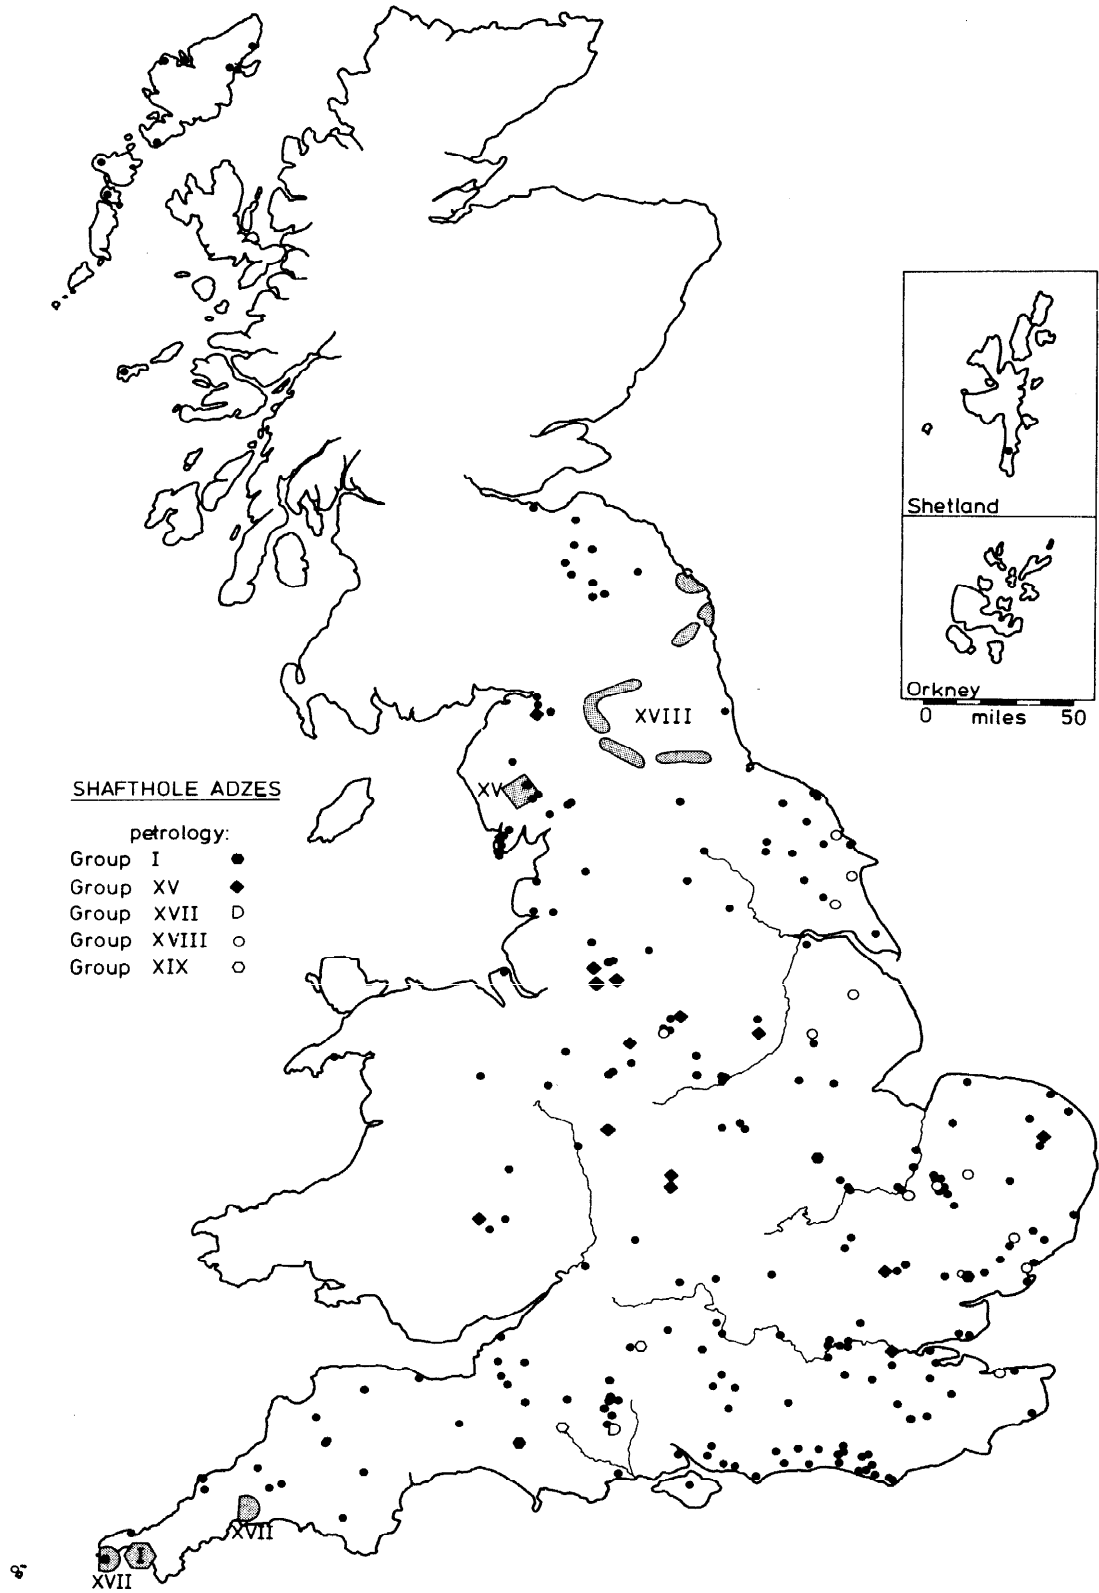 Shetland
Orkney
0 miles 50
XVIII
XV
SHAFTHOLE ADZES
petrology:
Group I
Group XV
Group XVII
Group XVIII
Group XIX
XVII
I
XVII